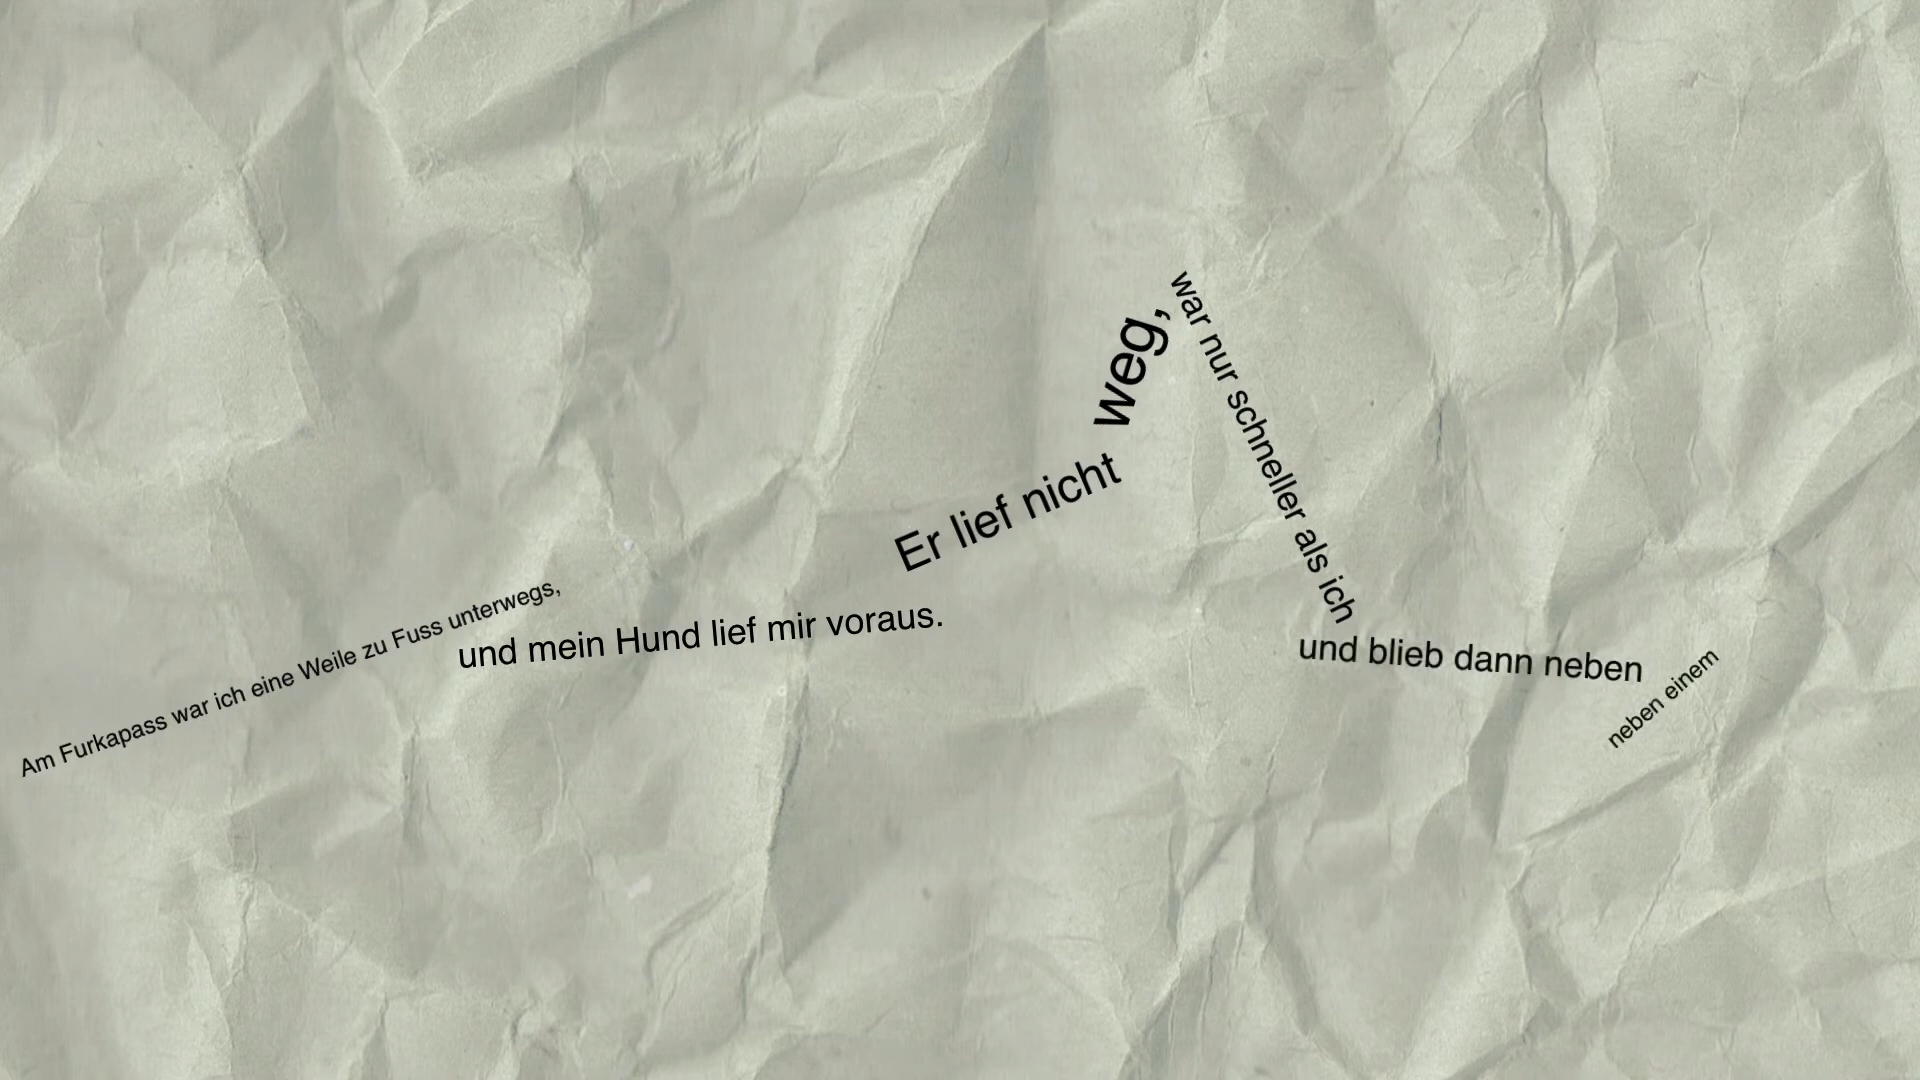 Am Furkapass war ich eine Weile zu Fuss unterwegs,
und mein Hund lief mir voraus.
Er lief nicht
weg,
war nur schneller als ich
und blieb dann neben
neben einem